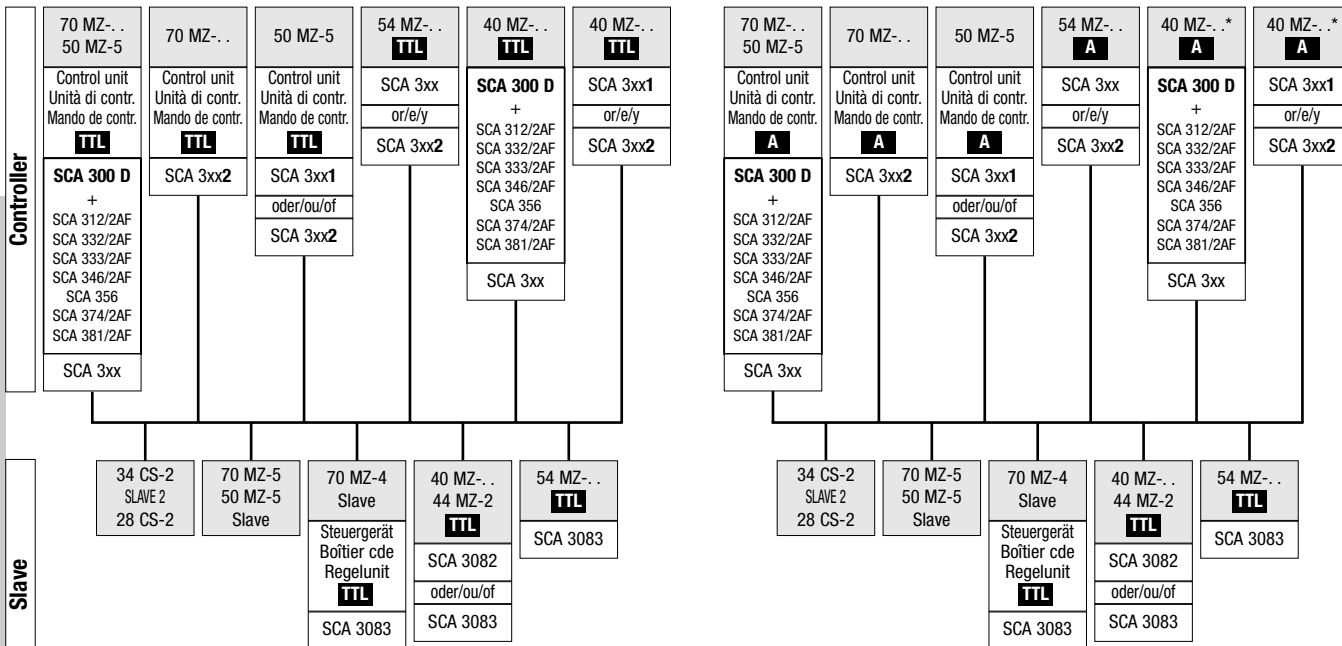 Controller
70 MZ-. .
50 MZ-5
Control unit
Unità di contr.
Mando de contr.
TTL
SCA 300 D
+
SCA 312/2AF
SCA 332/2AF
SCA 333/2AF
SCA 346/2AF
SCA 356
SCA 374/2AF
SCA 381/2AF
SCA 3xx
70 MZ-. .
Control unit
Unità di contr.
Mando de contr.
TTL
SCA 3xx2
50 MZ-5
Control unit
Unità di contr.
Mando de contr.
TTL
SCA 3xx1
oder/ou/of
SCA 3xx2
54 MZ-. .
TTL
SCA 3xx
or/e/y
SCA 3xx2
40 MZ-. .
TTL
SCA 300 D
+
SCA 312/2AF
SCA 332/2AF
SCA 333/2AF
SCA 346/2AF
SCA 356
SCA 374/2AF
SCA 381/2AF
SCA 3xx
40 MZ-. .
TTL
SCA 3xx1
or/e/y
SCA 3xx2
70 MZ-. .
50 MZ-5
Control unit
Unità di contr.
Mando de contr.
A
SCA 300 D
+
SCA 312/2AF
SCA 332/2AF
SCA 333/2AF
SCA 346/2AF
SCA 356
SCA 374/2AF
SCA 381/2AF
SCA 3xx
70 MZ-. .
Control unit
Unità di contr.
Mando de contr.
A
SCA 3xx2
50 MZ-5
Control unit
Unità di contr.
Mando de contr.
A
SCA 3xx1
oder/ou/of
SCA 3xx2
54 MZ-. .
A
SCA 3xx
or/e/y
SCA 3xx2
40 MZ-. .*
A
SCA 300 D
+
SCA 312/2AF
SCA 332/2AF
SCA 333/2AF
SCA 346/2AF
SCA 356
SCA 374/2AF
SCA 381/2AF
SCA 3xx
40 MZ-. .*
A
SCA 3xx1
or/e/y
SCA 3xx2
Slave
34 CS-2
SLAVE 2
28 CS-2
70 MZ-5
50 MZ-5
Slave
70 MZ-4
Slave
Steuergerät
Boîtier cde
Regelunit
TTL
SCA 3083
40 MZ-. .
44 MZ-2
TTL
SCA 3082
oder/ou/of
SCA 3083
54 MZ-. .
TTL
SCA 3083
34 CS-2
SLAVE 2
28 CS-2
70 MZ-5
50 MZ-5
Slave
70 MZ-4
Slave
Steuergerät
Boîtier cde
Regelunit
TTL
SCA 3083
40 MZ-. .
44 MZ-2
TTL
SCA 3082
oder/ou/of
SCA 3083
54 MZ-. .
TTL
SCA 3083